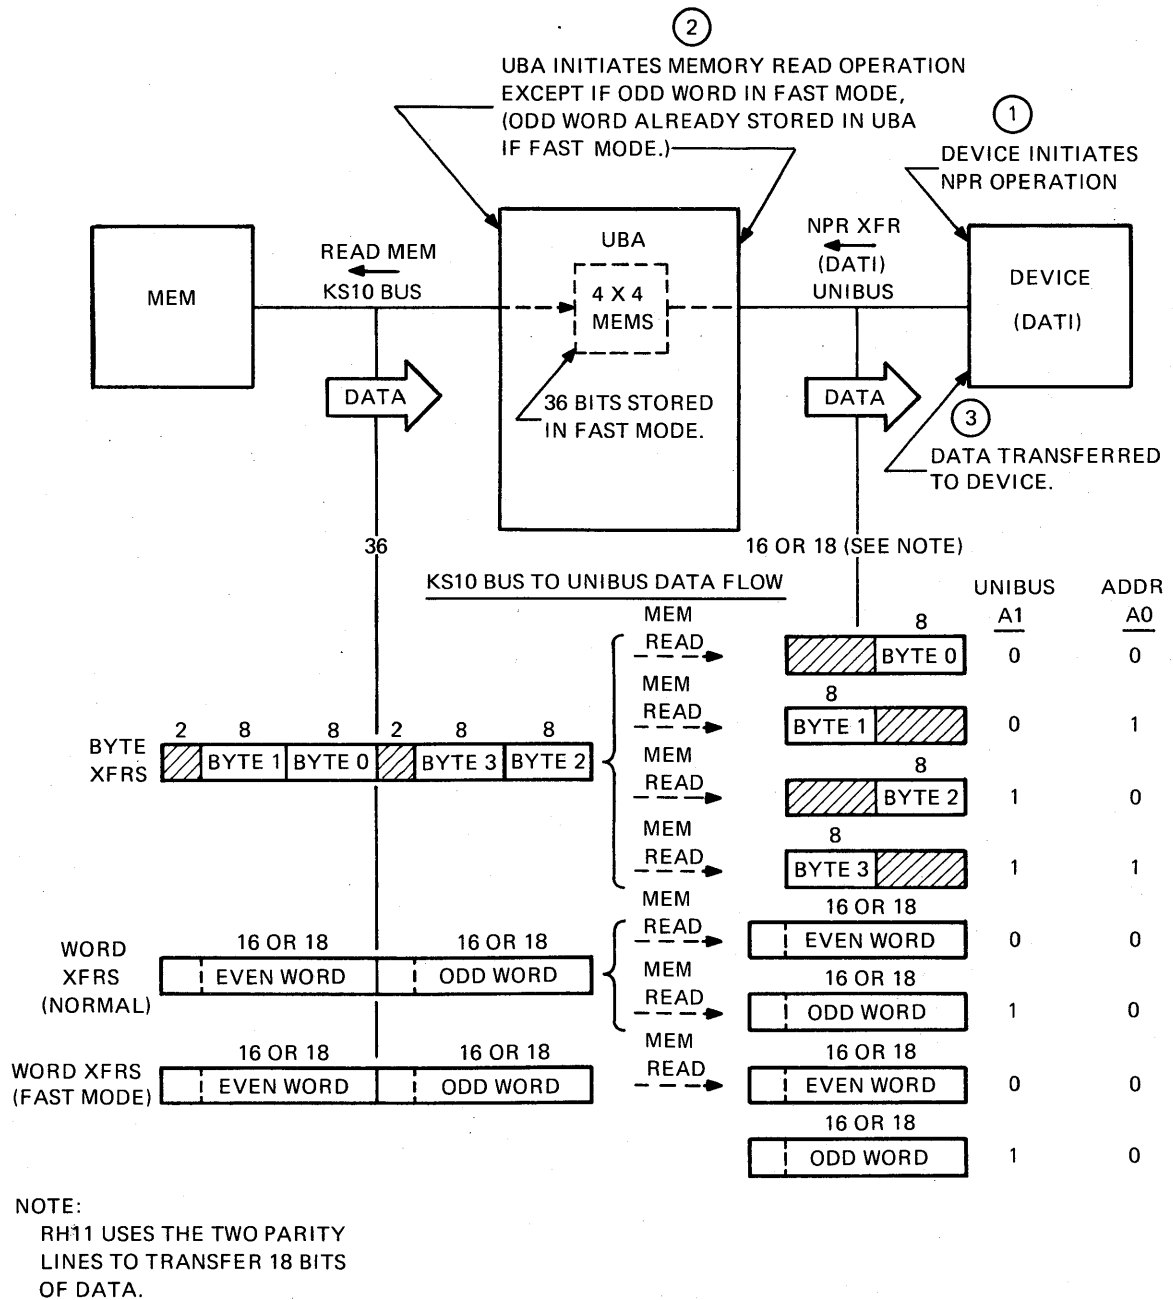 2
UBA INITIATES MEMORY READ OPERATION
EXCEPT IF ODD WORD IN FAST MODE,
(ODD WORD ALREADY STORED IN UBA
IF FAST MODE.)
1
DEVICE INITIATES
NPR OPERATION
MEM
READ MEM
KS10 BUS
UBA
4 X 4
MEMS
NPR XFR
(DATI)
UNIBUS
DEVICE
(DATI)
DATA
36 BITS STORED
IN FAST MODE.
DATA
3
DATA TRANSFERRED
TO DEVICE.
36
16 OR 18 (SEE NOTE)
KS10 BUS TO UNIBUS DATA FLOW
UNIBUS ADDR
A1 A0
MEM
READ
8
BYTE 0
0 0
MEM
READ
8
BYTE 1
0 1
BYTE
XFRS
2 8 8 2 8 8
BYTE 1 BYTE 0 BYTE 3 BYTE 2
MEM
READ
8
BYTE 2
1 0
MEM
READ
8
BYTE 3
1 1
WORD
XFRS
(NORMAL)
16 OR 18 16 OR 18
EVEN WORD ODD WORD
MEM
READ
16 OR 18
EVEN WORD
0 0
MEM
READ
16 OR 18
ODD WORD
1 0
WORD XFRS
(FAST MODE)
16 OR 18 16 OR 18
EVEN WORD ODD WORD
MEM
READ
16 OR 18
EVEN WORD
0 0
16 OR 18
ODD WORD
1 0
NOTE:
RH11 USES THE TWO PARITY
LINES TO TRANSFER 18 BITS
OF DATA.